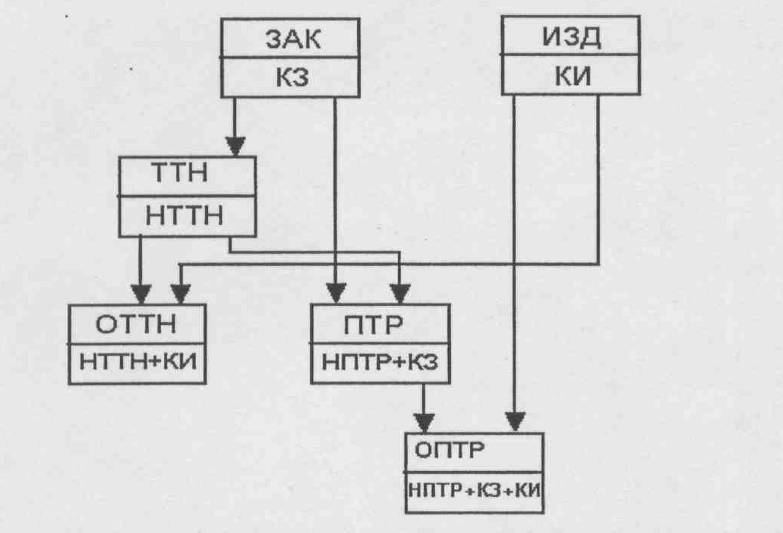 ЗАК
КЗ
ИЗД
КИ
ТТН
НТТН
ОТТН
НТТН+КИ
ПТР
НПТР+КЗ
ОПТР
НПТР+КЗ+КИ